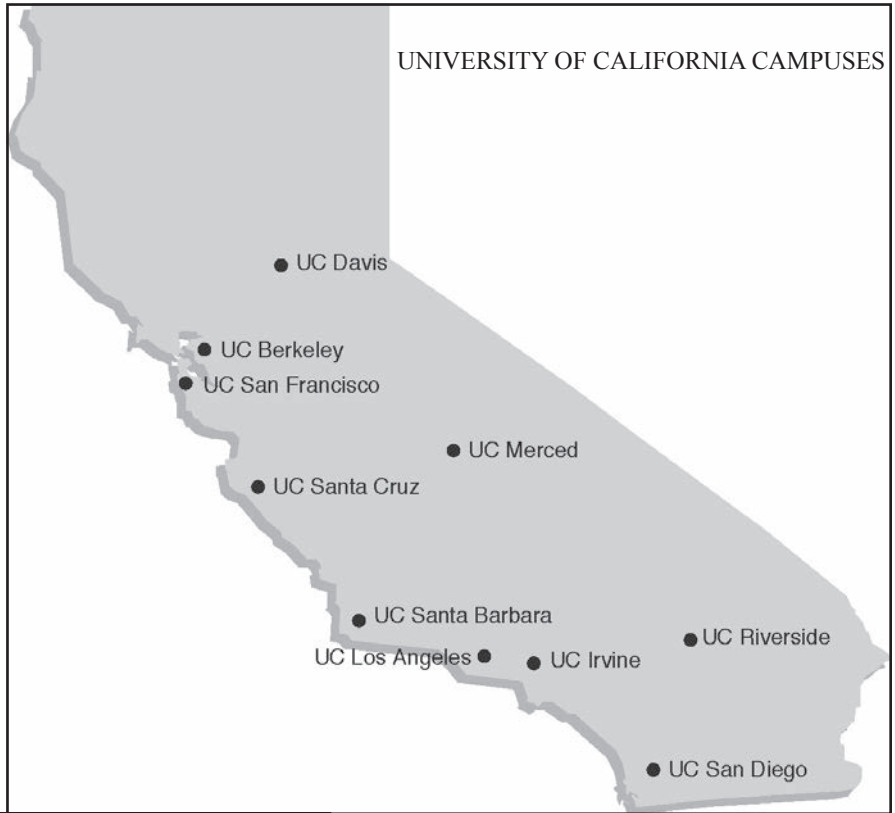 UNIVERSITY OF CALIFORNIA CAMPUSES
UC Davis
UC Berkeley
UC San Francisco
UC Merced
UC Santa Cruz
UC Santa Barbara
UC Riverside
UC Los Angeles
UC Irvine
UC San Diego